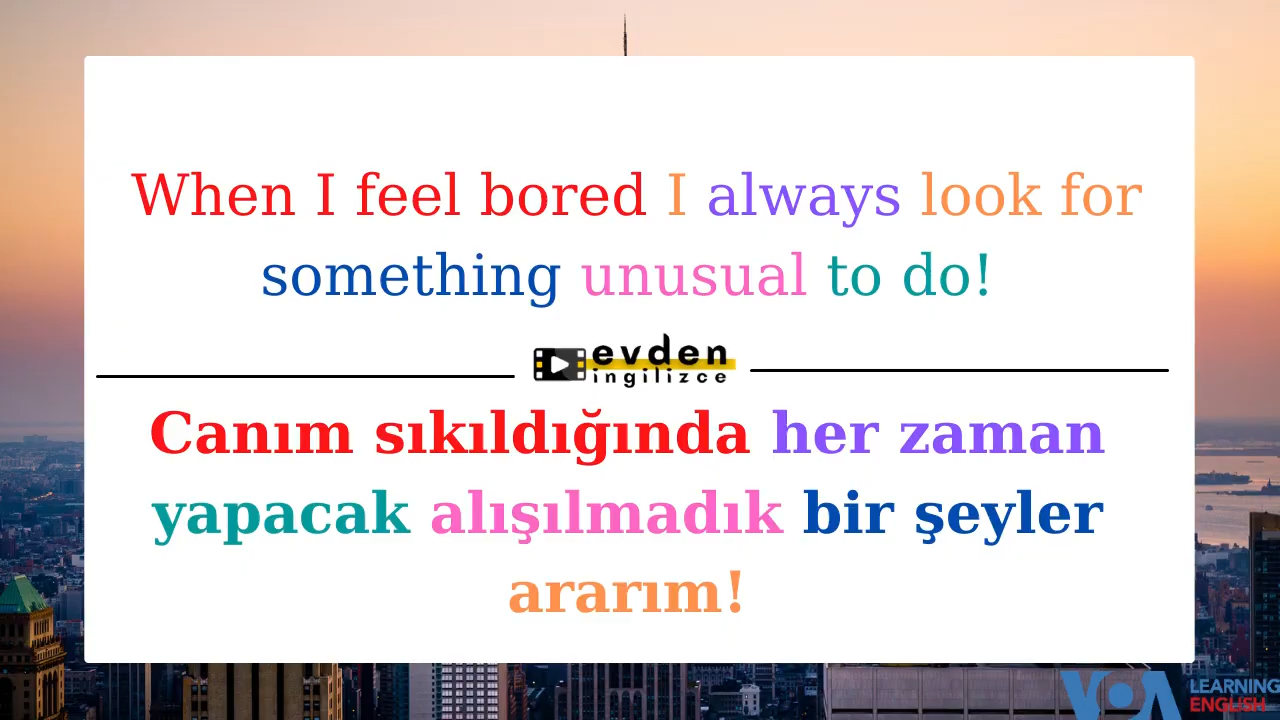 When I feel bored I always look for
something unusual to do!
evden
ingilizce
Canım sıkıldığında her zaman
yapacak alışılmadık bir şeyler
ararım!
VOA LEARNING
ENGLISH